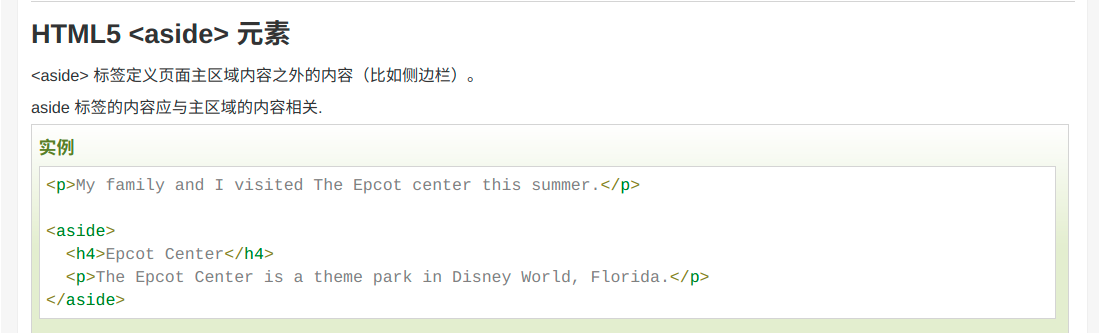 HTML5 <aside> 元素
<aside> 标签定义页面主区域内容之外的内容（比如侧边栏）。
aside 标签的内容应与主区域的内容相关.
实例
<p>My family and I visited The Epcot center this summer.</p>
<aside>
<h4>Epcot Center</h4>
<p>The Epcot Center is a theme park in Disney World, Florida.</p>
</aside>